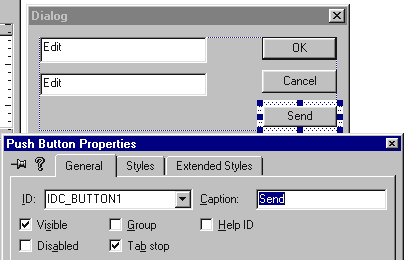 Dialog
Edit
OK
Edit
Cancel
Send
Push Button Properties
General
Styles
Extended Styles
ID:
IDC_BUTTON1
Caption:
Send
Visible
Group
Help ID
Disabled
Tab stop